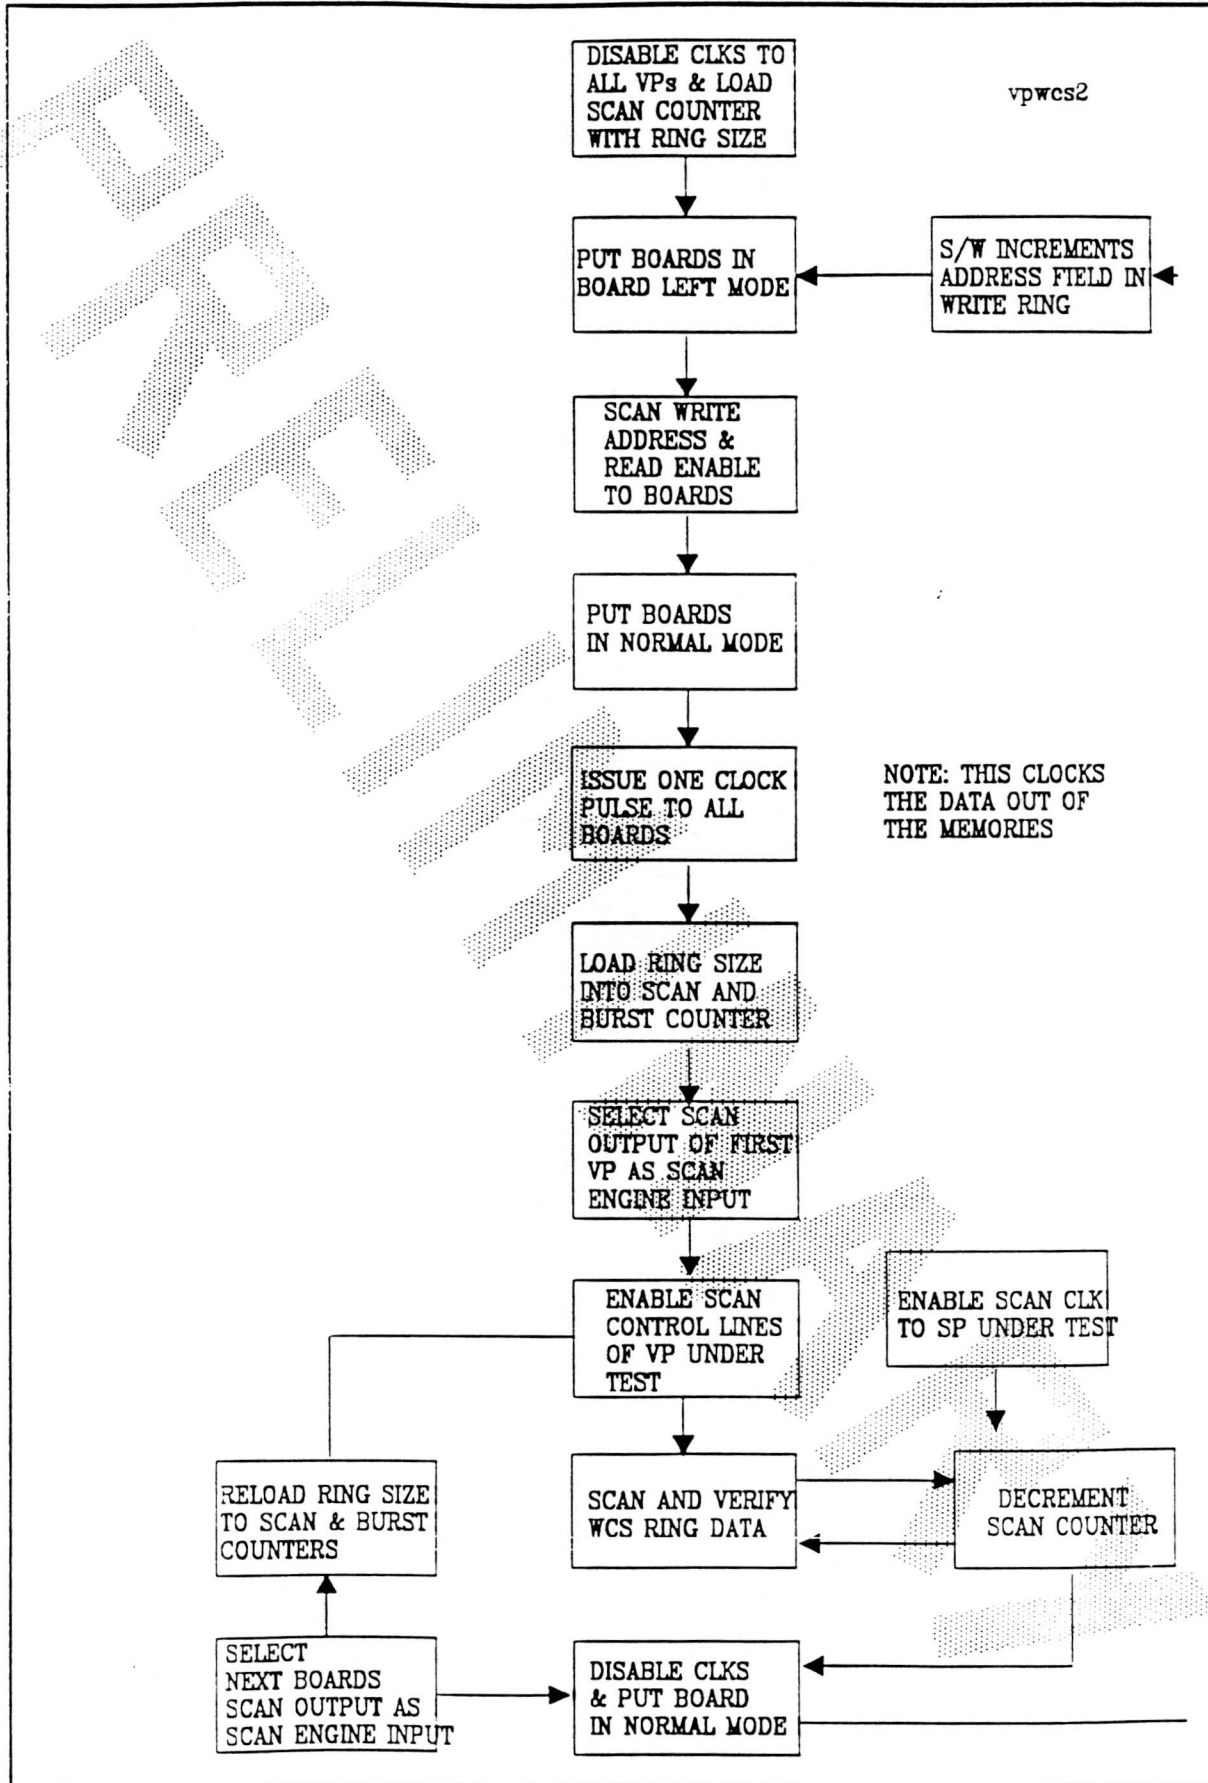 DISABLE CLKS TO
ALL VPs & LOAD
SCAN COUNTER
WITH RING SIZE
vpwcs2
PUT BOARDS IN
BOARD LEFT MODE
S/W INCREMENTS
ADDRESS FIELD IN
WRITE RING
SCAN WRITE
ADDRESS &
READ ENABLE
TO BOARDS
PUT BOARDS
IN NORMAL MODE
ISSUE ONE CLOCK
PULSE TO ALL
BOARDS
NOTE: THIS CLOCKS
THE DATA OUT OF
THE MEMORIES
LOAD RING SIZE
INTO SCAN AND
BURST COUNTER
SELECT SCAN
OUTPUT OF FIRST
VP AS SCAN
ENGINE INPUT
ENABLE SCAN
CONTROL LINES
OF VP UNDER
TEST
ENABLE SCAN CLK
TO SP UNDER TEST
RELOAD RING SIZE
TO SCAN & BURST
COUNTERS
SCAN AND VERIFY
WCS RING DATA
DECREMENT
SCAN COUNTER
SELECT
NEXT BOARDS
SCAN OUTPUT AS
SCAN ENGINE INPUT
DISABLE CLKS
& PUT BOARD
IN NORMAL MODE
PRELIMINARY